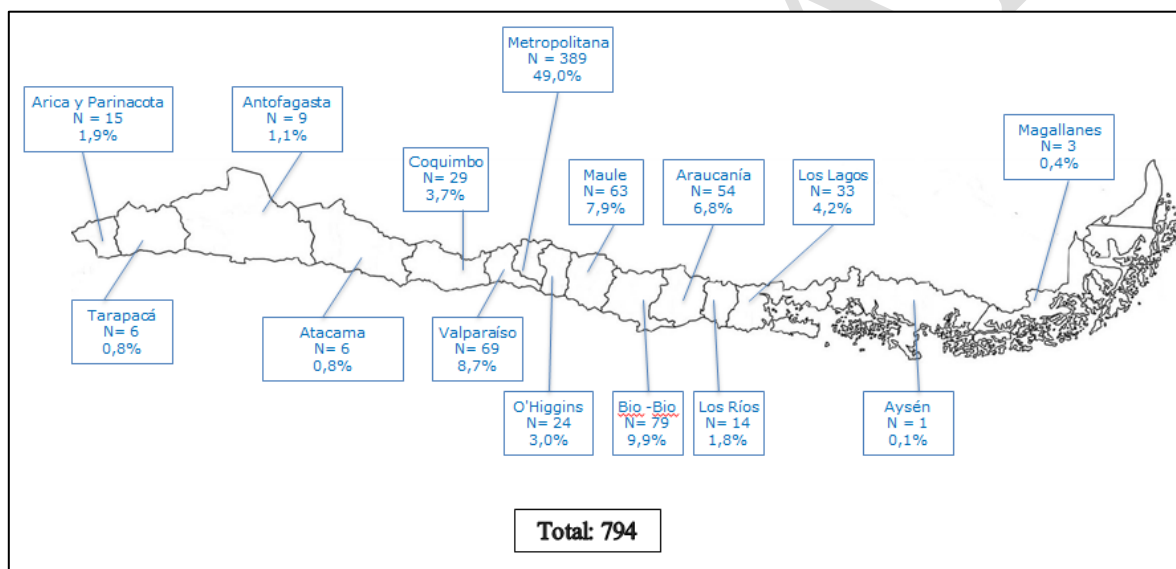 Metropolitana
N = 389
49,0%
Arica y Parinacota
N = 15
1,9%
Antofagasta
N = 9
1,1%
Coquimbo
N = 29
3,7%
Maule
N = 63
7,9%
Araucanía
N = 54
6,8%
Los Lagos
N = 33
4,2%
Magallanes
N= 3
0,4%
Tarapacá
N= 6
0,8%
Atacama
N= 6
0,8%
Valparaíso
N= 69
8,7%
O'Higgins
N= 24
3,0%
Bio -Bio
N= 79
9,9%
Los Ríos
N= 14
1,8%
Aysén
N = 1
0,1%
Total: 794